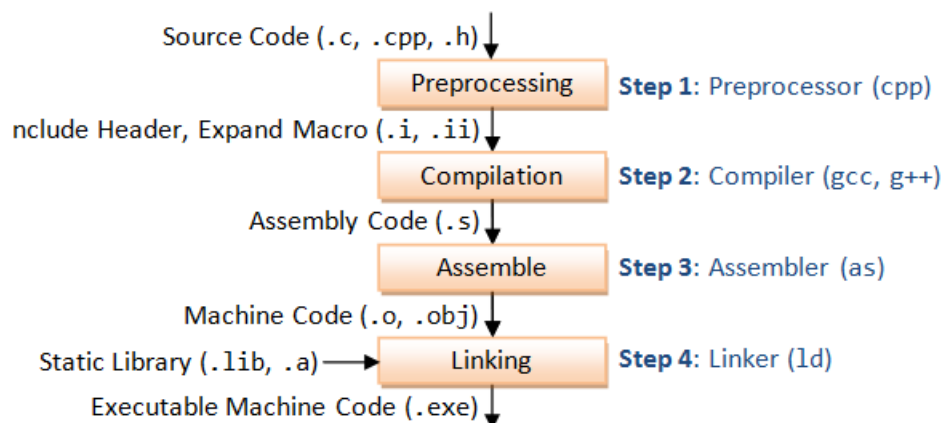 Source Code (.c, .cpp, .h)
Preprocessing
Step 1: Preprocessor (cpp)
nclude Header, Expand Macro (.i, .ii)
Compilation
Step 2: Compiler (gcc, g++)
Assembly Code (.s)
Assemble
Step 3: Assembler (as)
Machine Code (.o, .obj)
Static Library (.lib, .a)
Linking
Step 4: Linker (ld)
Executable Machine Code (.exe)